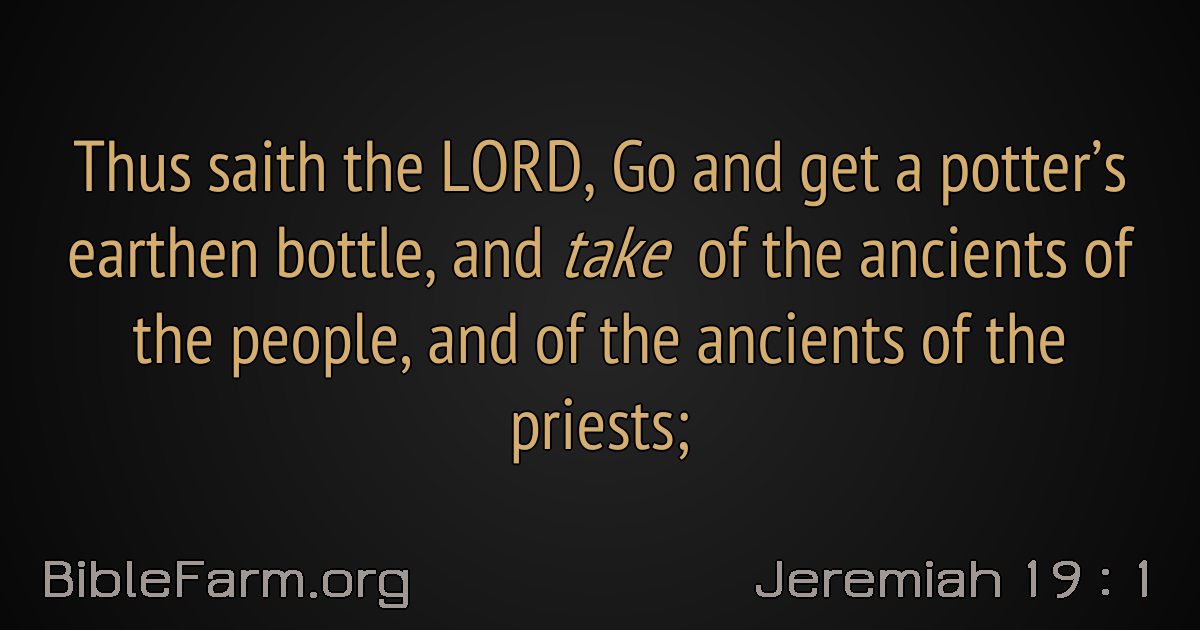 Thus saith the LORD, Go and get a potter’s
earthen bottle, and take of the ancients of
the people, and of the ancients of the
priests;
BibleFarm.org
Jeremiah 19 : 1